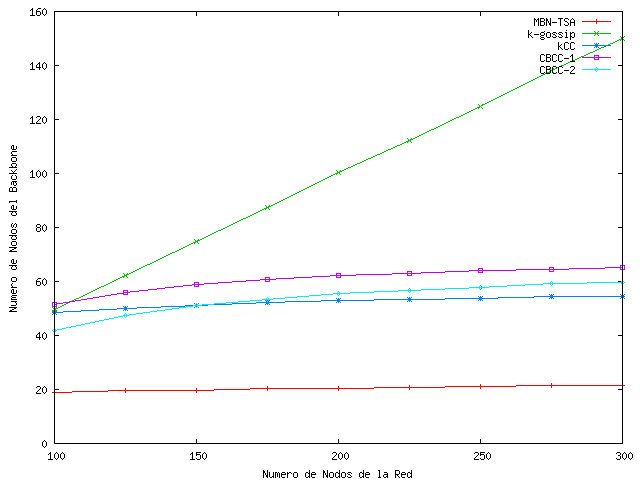 160
140
120
100
80
60
40
20
0
Numero de Nodos del Backbone
MBN-TSA
k-gossip
kCC
CBCC-1
CBCC-2
100 150 200 250 300
Numero de Nodos de la Red